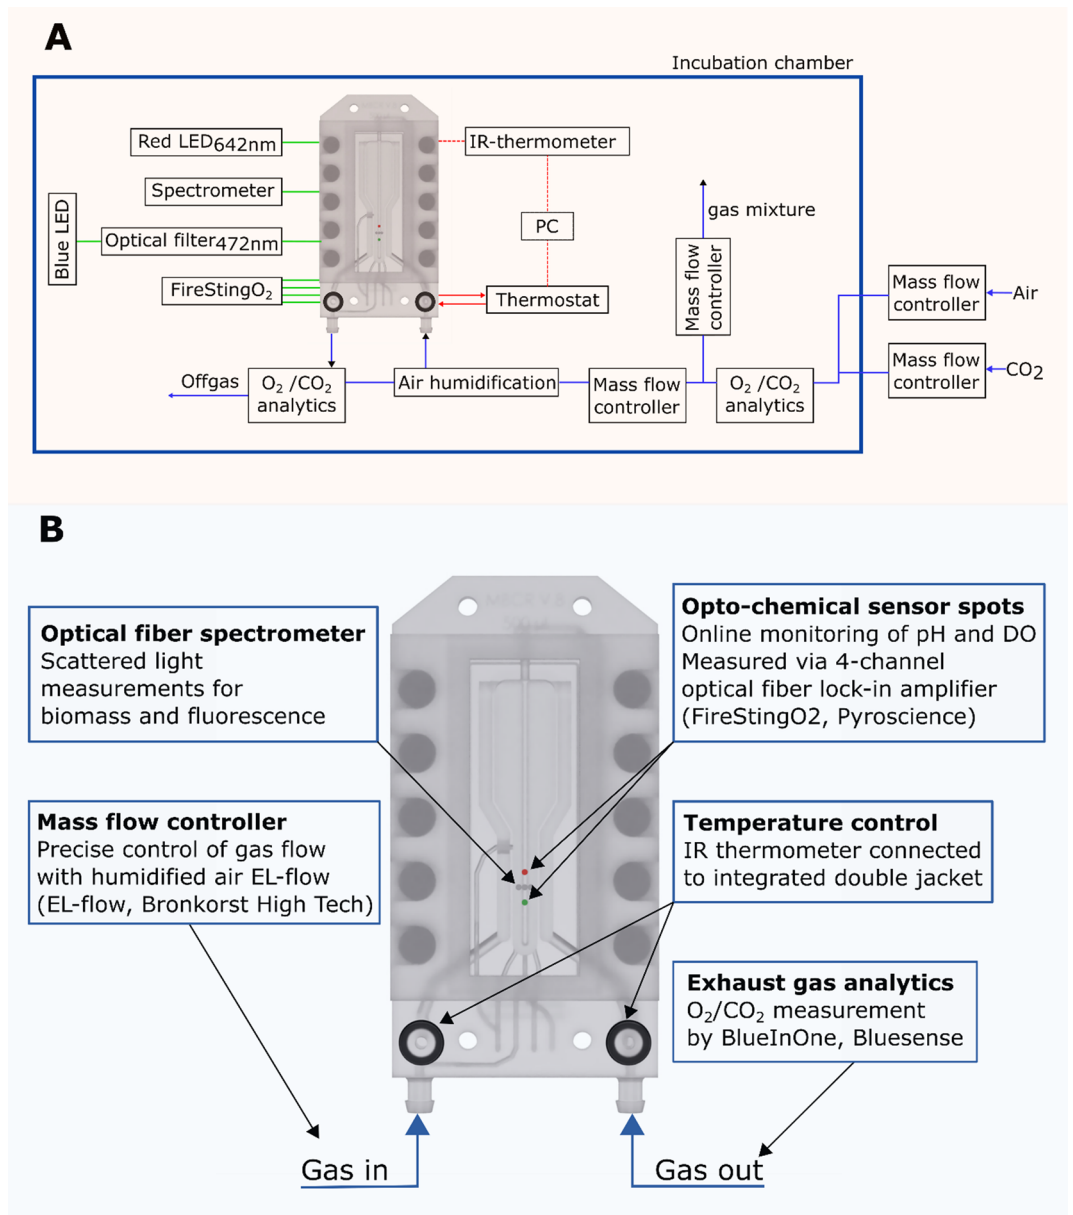 A
Incubation chamber
Red LED642nm
IR-thermometer
Spectrometer
Blue LED
Optical filter472nm
PC
gas mixture
Mass flow
controller
FireStingO2
Thermostat
Mass flow
controller
Air
Offgas
O2 /CO2
analytics
Air humidification
Mass flow
controller
O2 /CO2
analytics
Mass flow
controller
CO2
B
Optical fiber spectrometer
Scattered light
measurements for
biomass and fluorescence
Opto-chemical sensor spots
Online monitoring of pH and DO
Measured via 4-channel
optical fiber lock-in amplifier
(FireStingO2, Pyroscience)
Mass flow controller
Precise control of gas flow
with humidified air EL-flow
(EL-flow, Bronkorst High Tech)
Temperature control
IR thermometer connected
to integrated double jacket
Exhaust gas analytics
O2/CO2 measurement
by BlueInOne, Bluesense
Gas in
Gas out